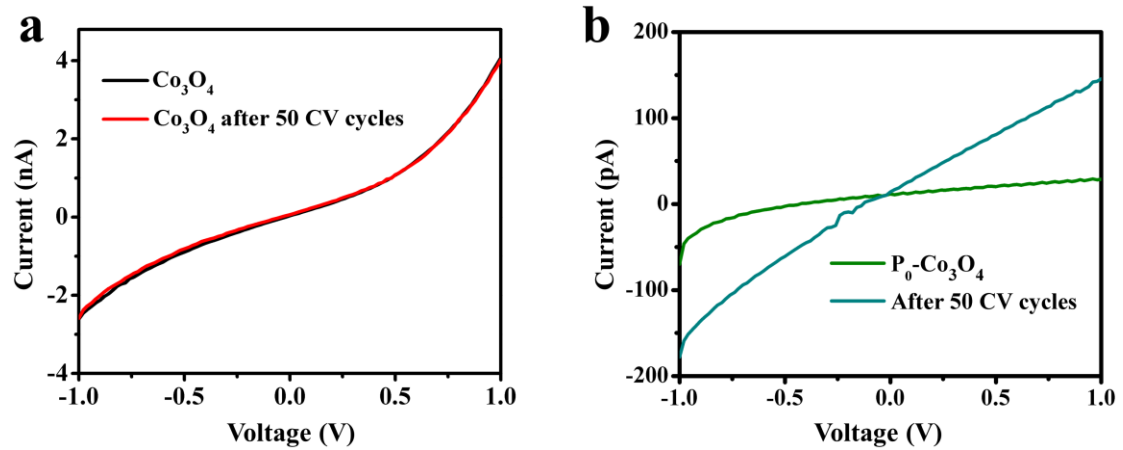 a
Co₃O₄
Co₃O₄ after 50 CV cycles
Current (nA)
4
2
0
-2
-4
-1.0 -0.5 0.0 0.5 1.0
Voltage (V)
b
P₀-Co₃O₄
After 50 CV cycles
Current (pA)
200
100
0
-100
-200
-1.0 -0.5 0.0 0.5 1.0
Voltage (V)